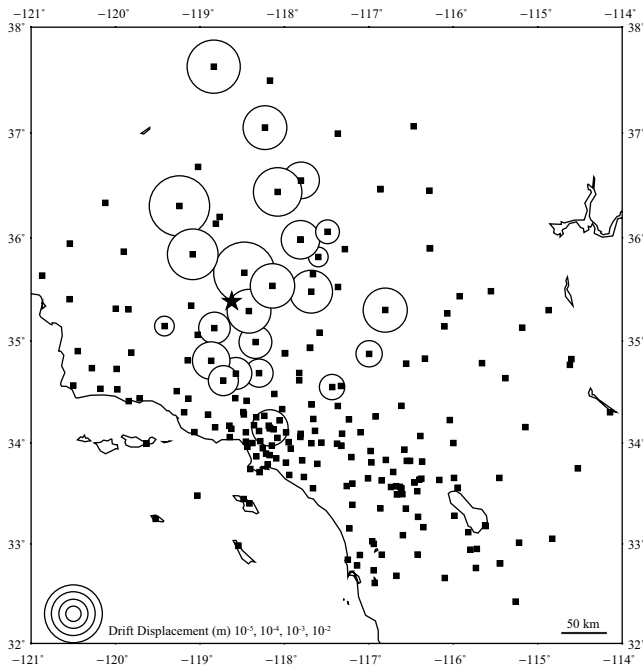 −121˚ −120˚ −119˚ −118˚ −117˚ −116˚ −115˚ −114˚
38˚ 38˚
37˚ 37˚
36˚ 36˚
35˚ 35˚
34˚ 34˚
33˚ 33˚
Drift Displacement (m) 10⁻⁵, 10⁻⁴, 10⁻³, 10⁻²
50 km
32˚ 32˚
−121˚ −120˚ −119˚ −118˚ −117˚ −116˚ −115˚ −114˚